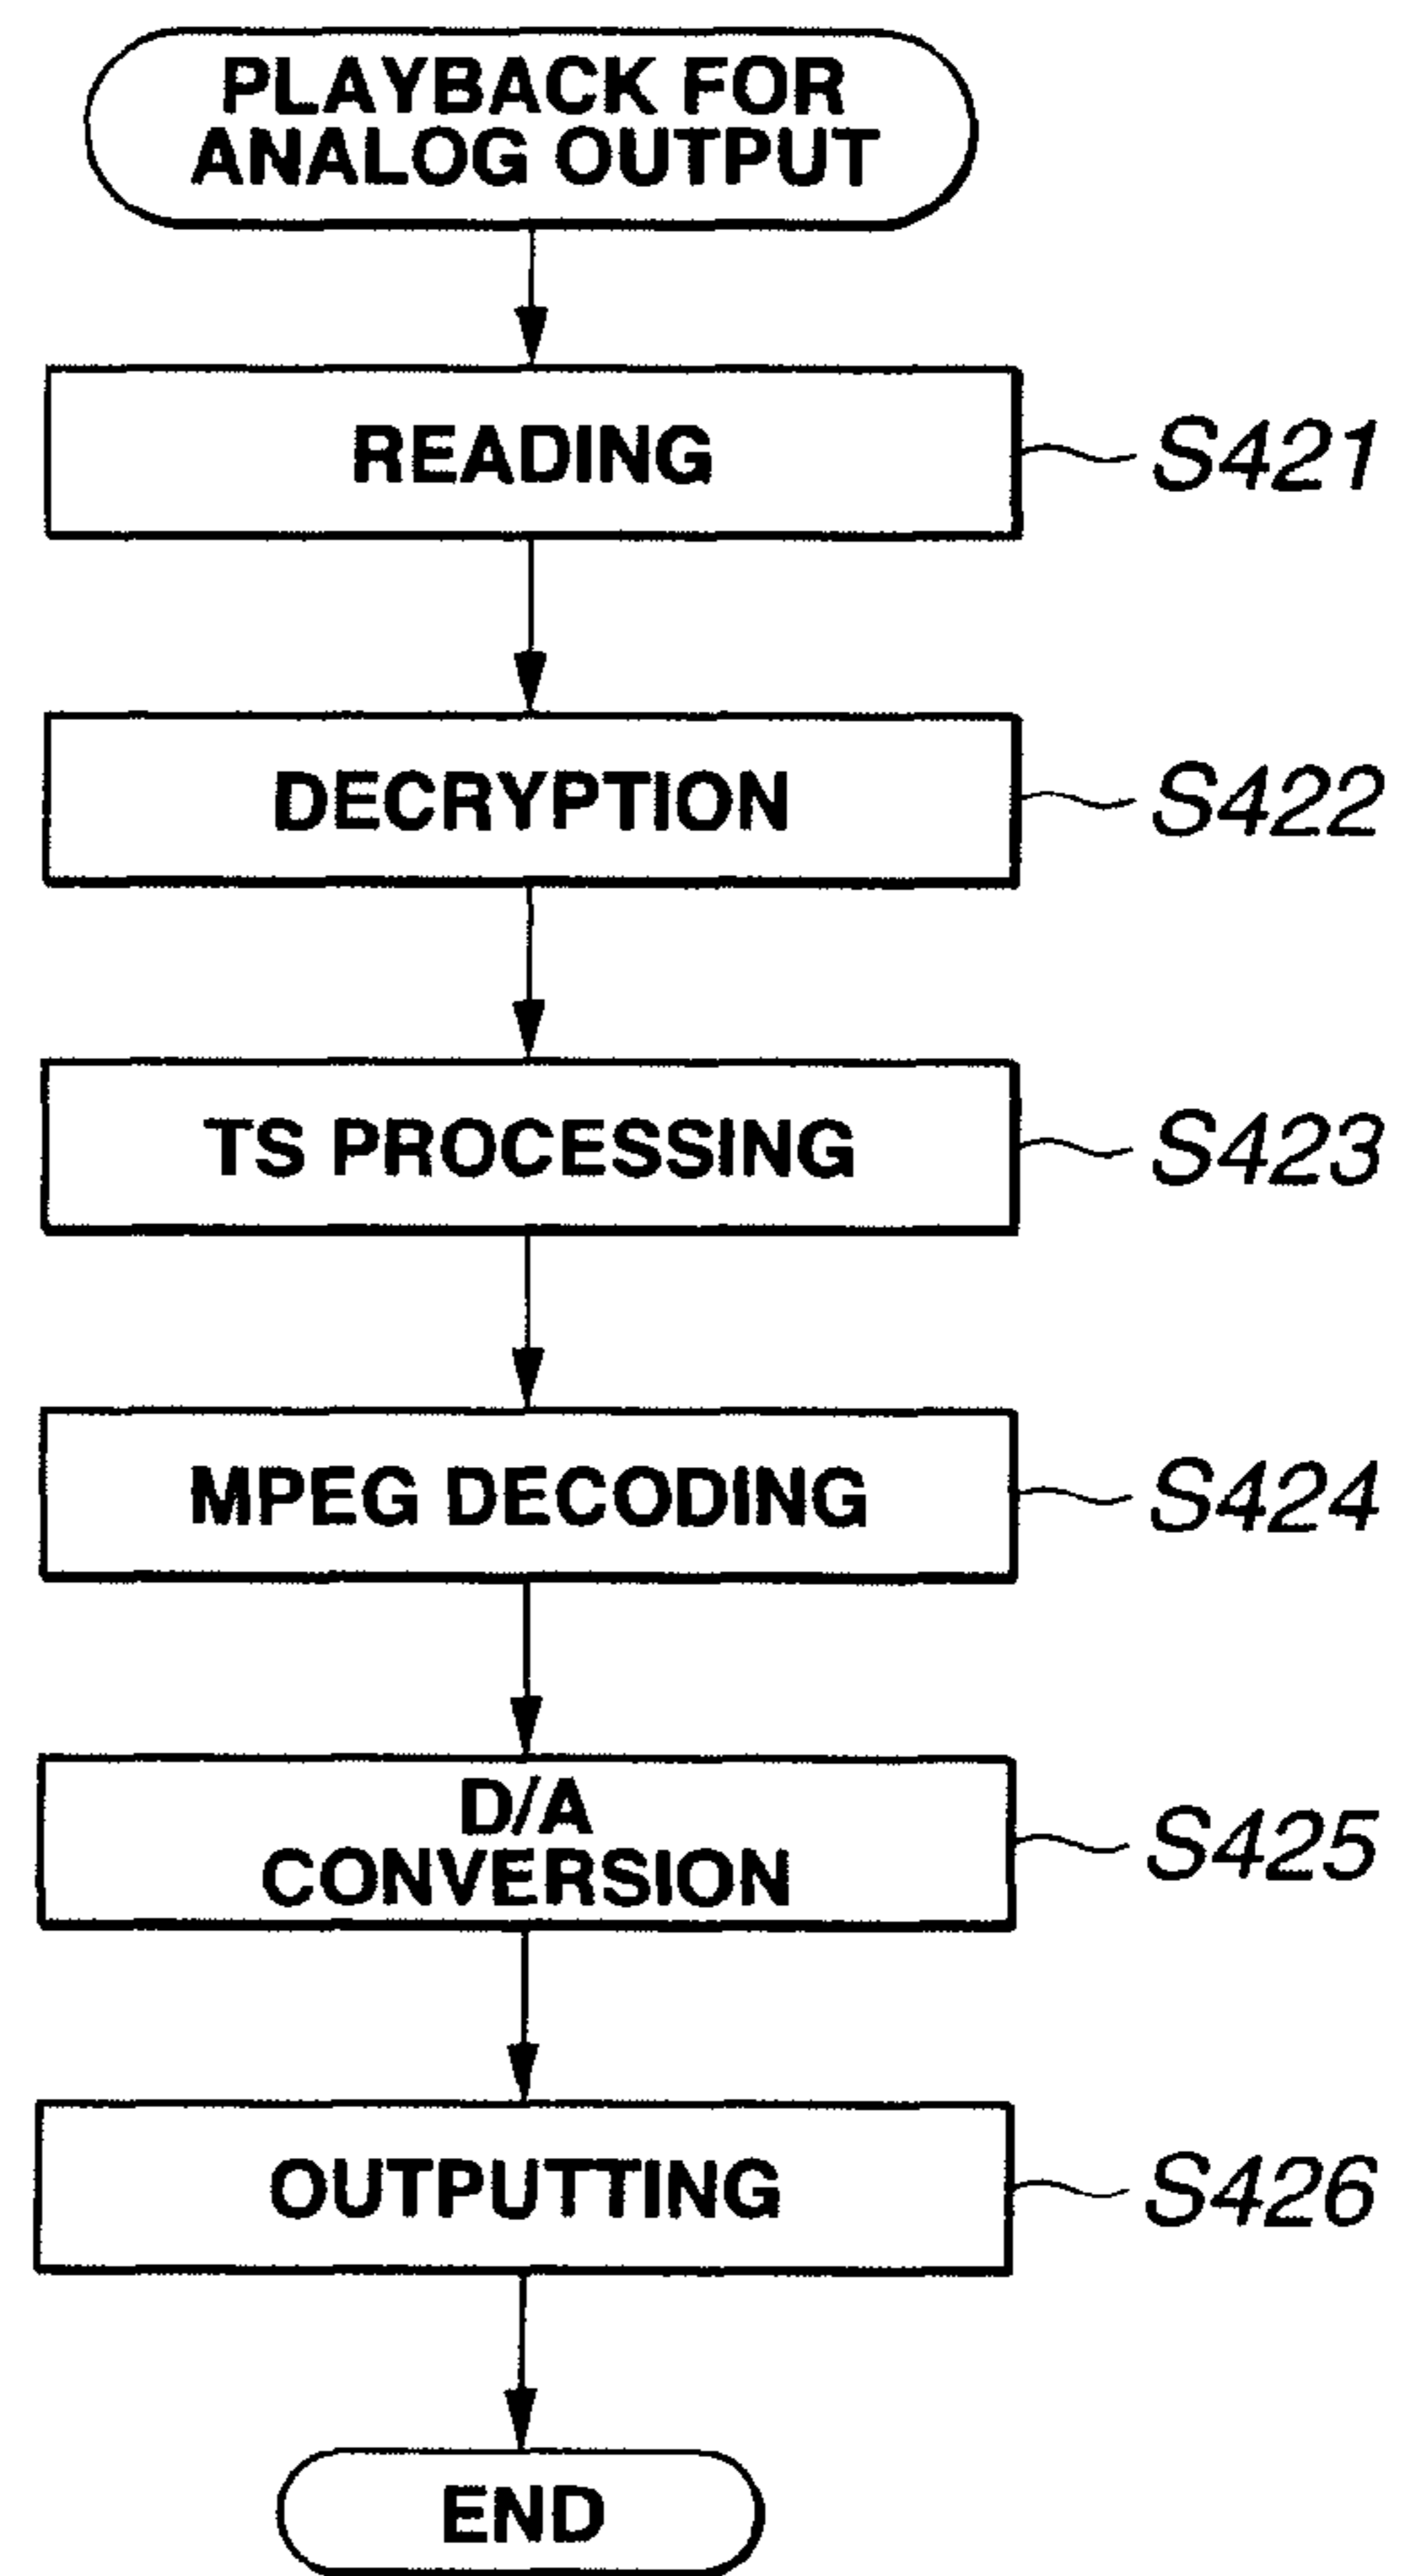 PLAYBACK FOR
ANALOG OUTPUT
READING
S421
DECRYPTION
S422
TS PROCESSING
S423
MPEG DECODING
S424
D/A
CONVERSION
S425
OUTPUTTING
S426
END